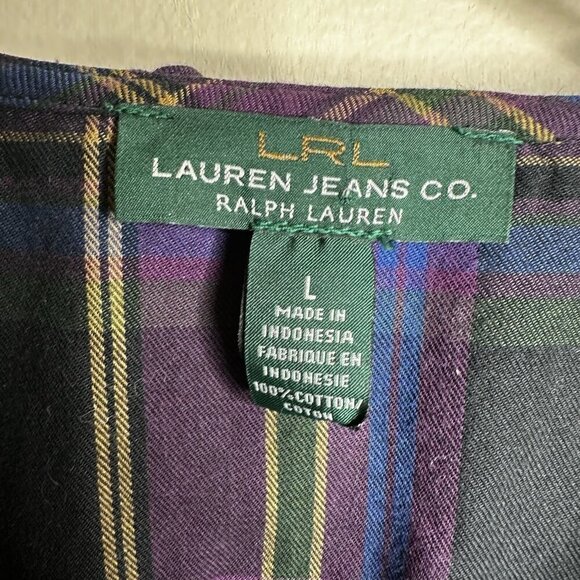 LRL
LAUREN JEANS CO.
RALPH LAUREN
L
MADE IN
INDONESIA
FABRIQUE EN
INDONESIE
100% COTTON/
COTON